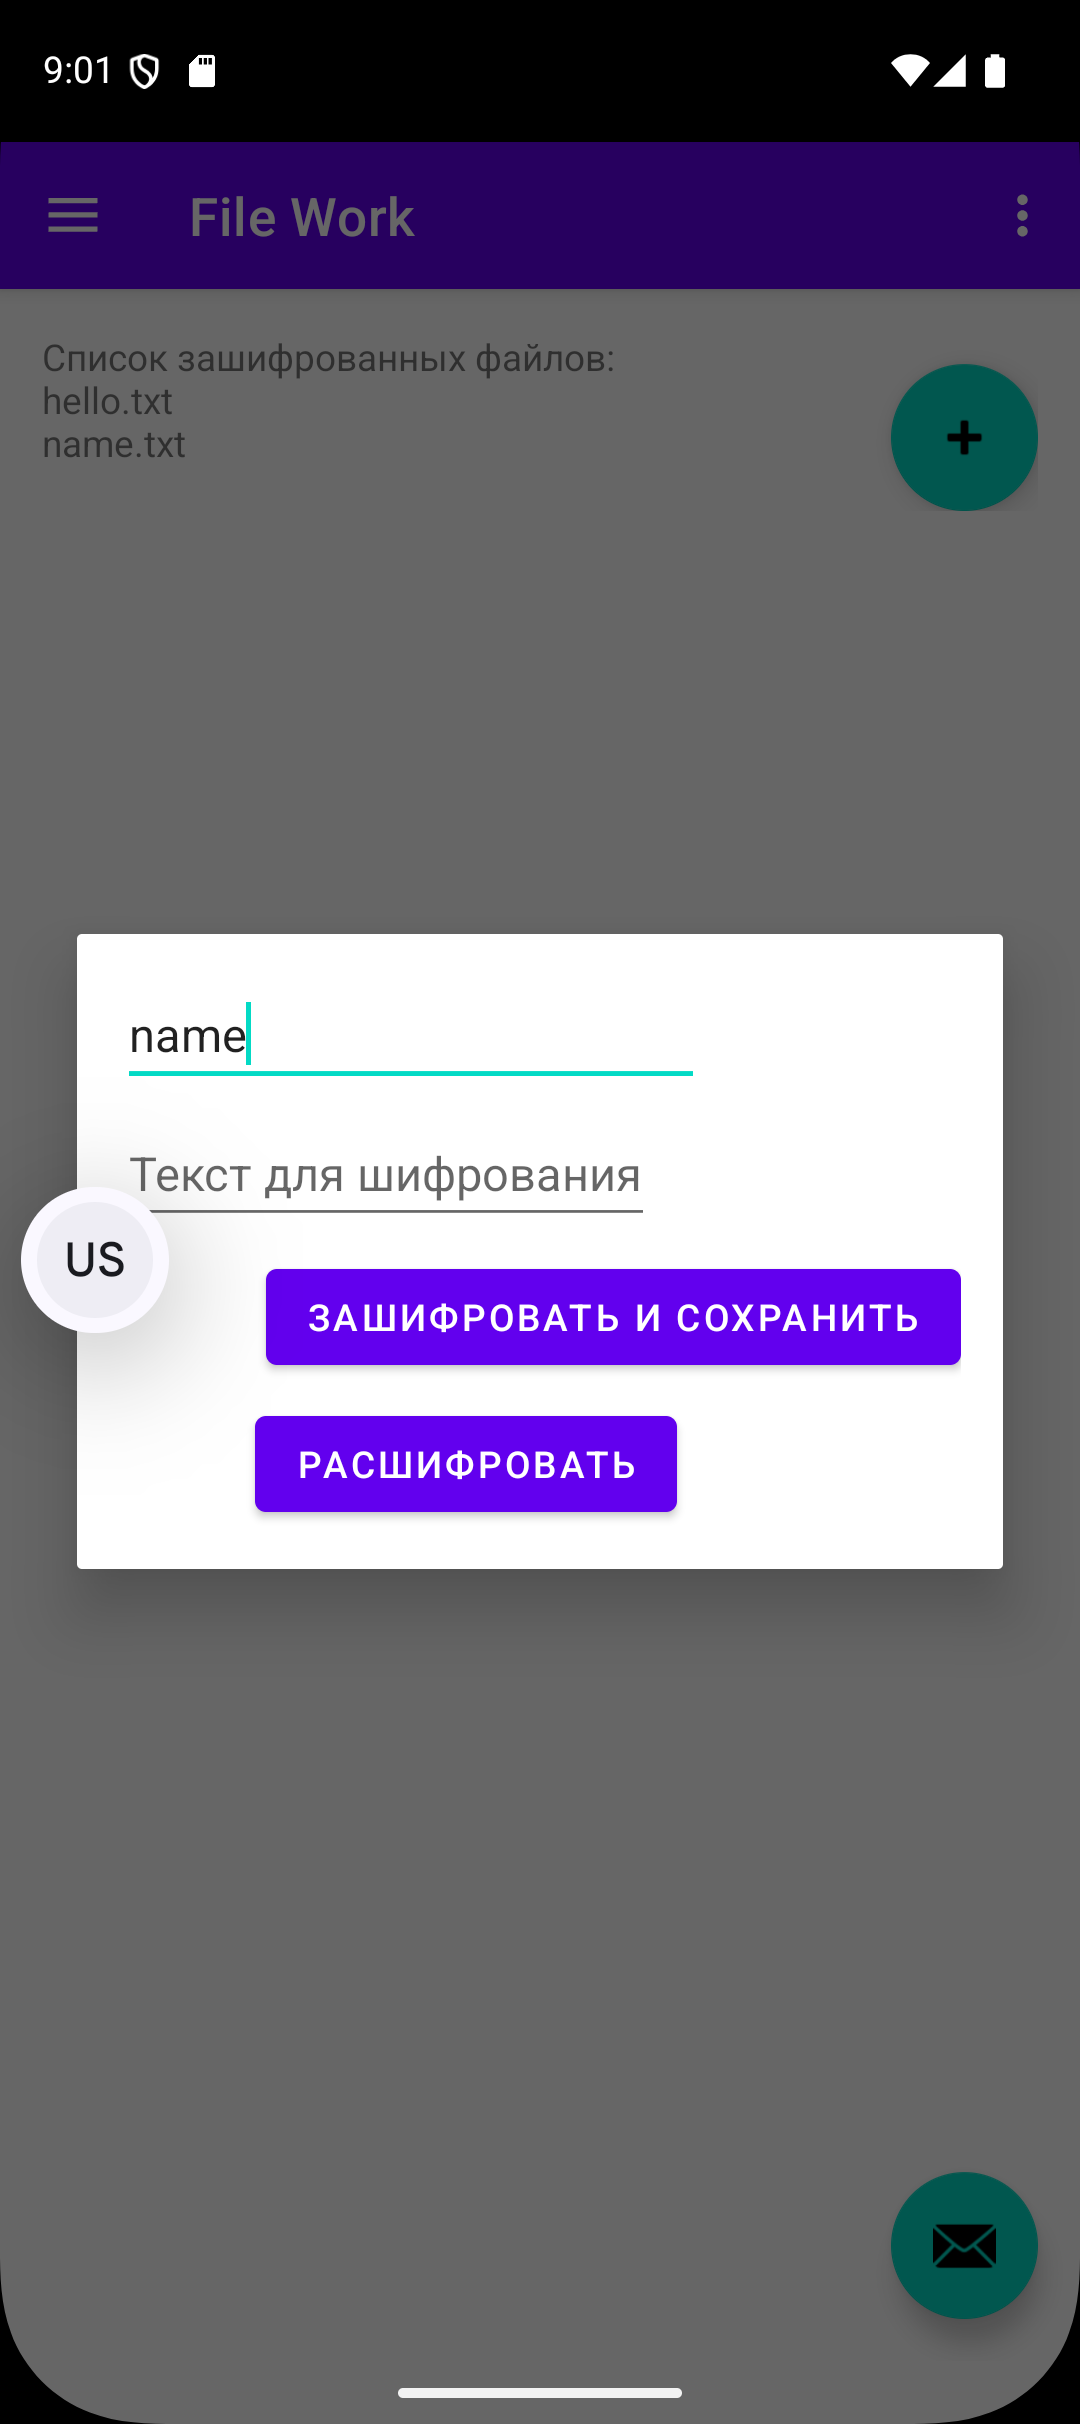 9:01
File Work
Список зашифрованных файлов:
hello.txt
name.txt
name
Текст для шифрования
US
ЗАШИФРОВАТЬ И СОХРАНИТЬ
РАСШИФРОВАТЬ